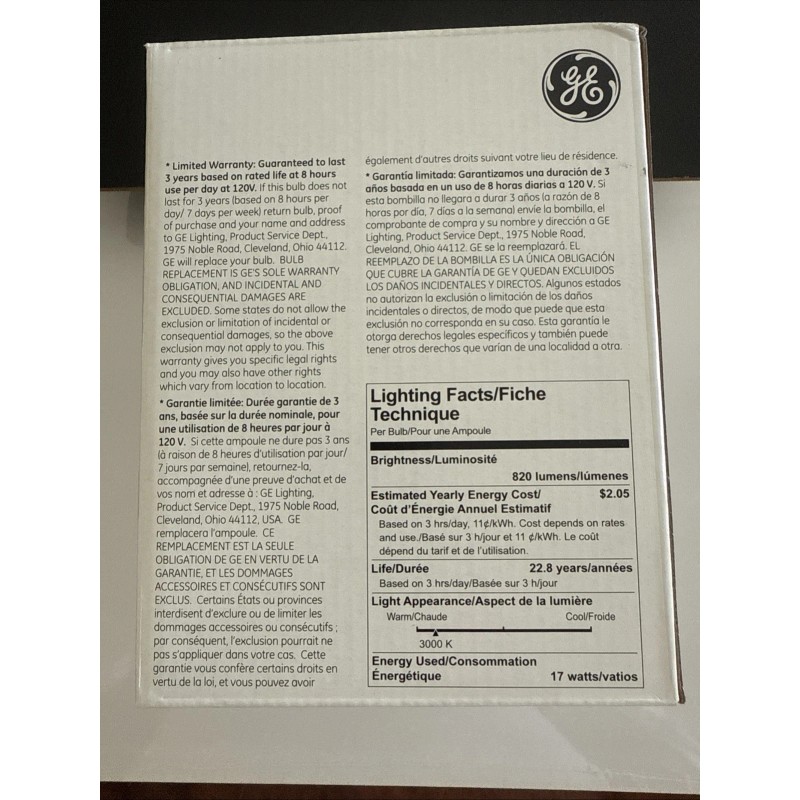 GE
* Limited Warranty: Guaranteed to last
3 years based on rated life at 8 hours
use per day at 120V. If this bulb does not
last for 3 years (based on 8 hours per
day/ 7 days per week) return bulb, proof
of purchase and your name and address
to GE Lighting, Product Service Dept.,
1975 Noble Road, Cleveland, Ohio 44112.
GE will replace your bulb. BULB
REPLACEMENT IS GE'S SOLE WARRANTY
OBLIGATION, AND INCIDENTAL AND
CONSEQUENTIAL DAMAGES ARE
EXCLUDED. Some states do not allow the
exclusion or limitation of incidental or
consequential damages, so the above
exclusion may not apply to you. This
warranty gives you specific legal rights
and you may also have other rights
which vary from location to location.
* Garantie limitée: Durée garantie de 3
ans, basée sur la durée nominale, pour
une utilisation de 8 heures par jour à
120 V. Si cette ampoule ne dure pas 3 ans
(à raison de 8 heures d'utilisation par jour/
7 jours par semaine), retournez-la,
accompagnée d'une preuve d'achat et de
vos nom et adresse à : GE Lighting,
Product Service Dept., 1975 Noble Road,
Cleveland, Ohio 44112, USA. GE
remplacera l'ampoule. CE
REMPLACEMENT EST LA SEULE
OBLIGATION DE GE EN VERTU DE LA
GARANTIE, ET LES DOMMAGES
ACCESSOIRES ET CONSÉCUTIFS SONT
EXCLUS. Certains États ou provinces
interdisent d'exclure ou de limiter les
dommages accessoires ou consécutifs ;
par conséquent, l'exclusion pourrait ne
pas s'appliquer dans votre cas. Cette
garantie vous confère certains droits en
vertu de la loi, et vous pouvez avoir
également d'autres droits suivant votre lieu de résidence.
* Garantía limitada: Garantizamos una duración de 3
años basada en un uso de 8 horas diarias a 120 V. Si
esta bombilla no llegara a durar 3 años (a razón de 8
horas por día, 7 días a la semana) envíe la bombilla, el
comprobante de compra y su nombre y dirección a GE
Lighting, Product Service Dept., 1975 Noble Road,
Cleveland, Ohio 44112. GE se la reemplazará. EL
REEMPLAZO DE LA BOMBILLA ES LA ÚNICA OBLIGACIÓN
QUE CUBRE LA GARANTÍA DE GE Y QUEDAN EXCLUIDOS
LOS DAÑOS INCIDENTALES Y DIRECTOS. Algunos estados
no autorizan la exclusión o limitación de los daños
incidentales o directos, de modo que puede que esta
exclusión no corresponda en su caso. Esta garantía le
otorga derechos legales específicos y también puede
tener otros derechos que varían de una localidad a otra.
Lighting Facts/Fiche
Technique
Per Bulb/Pour une Ampoule
Brightness/Luminosité
820 lumens/lúmenes
Estimated Yearly Energy Cost/ $2.05
Coût d'Énergie Annuel Estimatif
Based on 3 hrs/day, 11¢/kWh. Cost depends on rates
and use./Basé sur 3 h/jour et 11 ¢/kWh. Le coût
dépend du tarif et de l'utilisation.
Life/Durée 22.8 years/années
Based on 3 hrs/day/Basée sur 3 h/jour
Light Appearance/Aspect de la lumière
Warm/Chaude Cool/Froide
3000 K
Energy Used/Consommation
Énergétique 17 watts/vatios